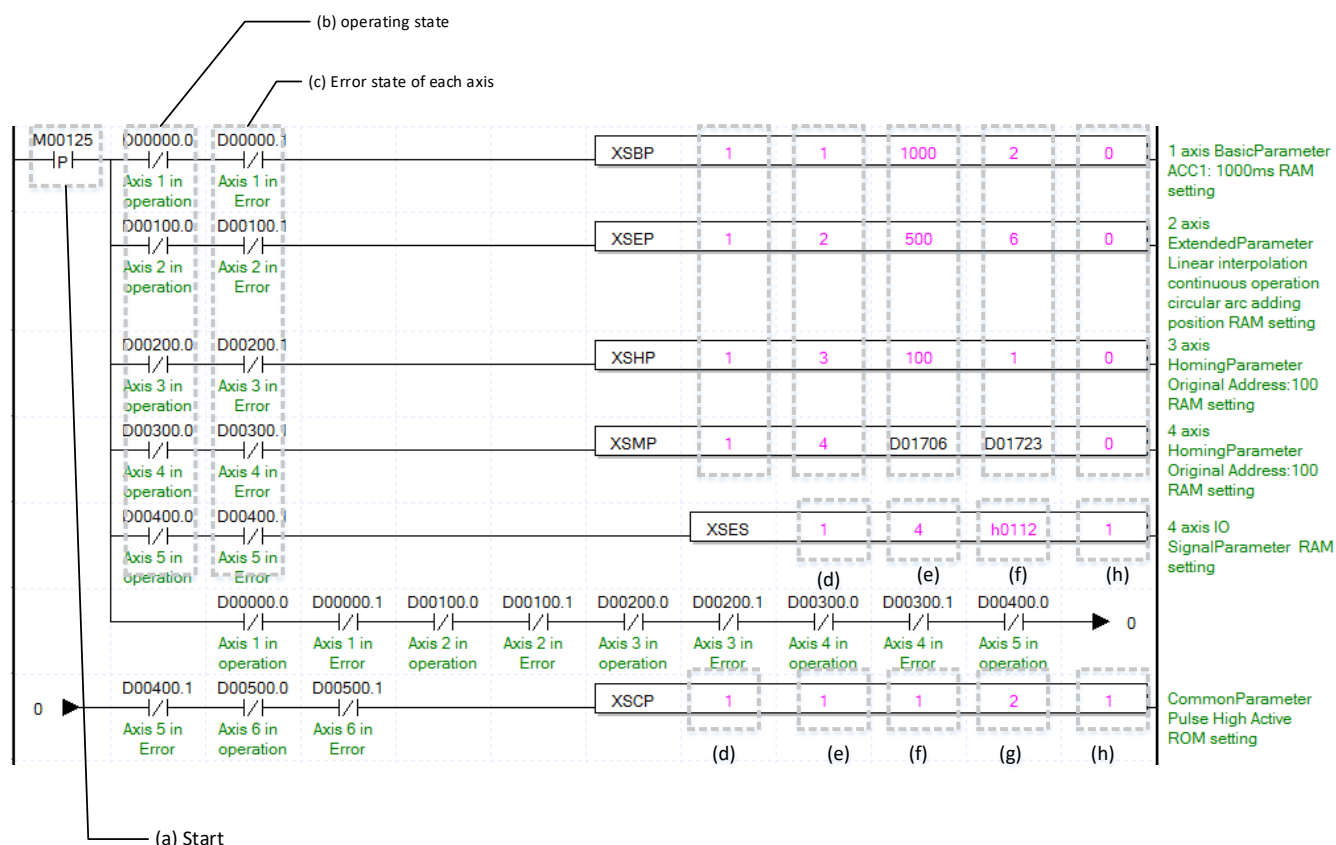 (b) operating state
(c) Error state of each axis
M00125 D00000.0 D00000.1
P
XSBP 1 1 1000 2 0
1 axis BasicParameter
ACC1: 1000ms RAM
setting
Axis 1 in Axis 1 in
operation Error
D00100.0 D00100.1
XSEP 1 2 500 6 0
2 axis
ExtendedParameter
Linear interpolation
continuous operation
circular arc adding
position RAM setting
Axis 2 in Axis 2 in
operation Error
D00200.0 D00200.1
XSHP 1 3 100 1 0
3 axis
HomingParameter
Original Address:100
RAM setting
Axis 3 in Axis 3 in
operation Error
D00300.0 D00300.1
XSMP 1 4 D01706 D01723 0
4 axis
HomingParameter
Original Address:100
RAM setting
Axis 4 in Axis 4 in
operation Error
D00400.0 D00400.1
XSES 1 4 h0112 1
4 axis IO
SignalParameter RAM
setting
Axis 5 in Axis 5 in
operation Error
(d) (e) (f) (h)
D00000.0 D00000.1 D00100.0 D00100.1 D00200.0 D00200.1 D00300.0 D00300.1 D00400.0
0
Axis 1 in Axis 1 in Axis 2 in Axis 2 in Axis 3 in Axis 3 in Axis 4 in Axis 4 in Axis 5 in
operation Error operation Error operation Error operation Error operation
D00400.1 D00500.0 D00500.1
0
XSCP 1 1 1 2 1
CommonParameter
Pulse High Active
ROM setting
Axis 5 in Axis 6 in Axis 6 in
Error operation Error
(d) (e) (f) (g) (h)
(a) Start